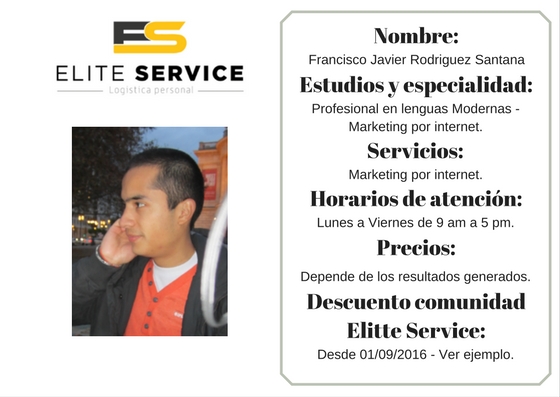 ES
ELITE SERVICE
Logística personal
Nombre:
Francisco Javier Rodriguez Santana
Estudios y especialidad:
Profesional en lenguas Modernas -
Marketing por internet.
Servicios:
Marketing por internet.
Horarios de atención:
Lunes a Viernes de 9 am a 5 pm.
Precios:
Depende de los resultados generados.
Descuento comunidad
Elitte Service:
Desde 01/09/2016 - Ver ejemplo.